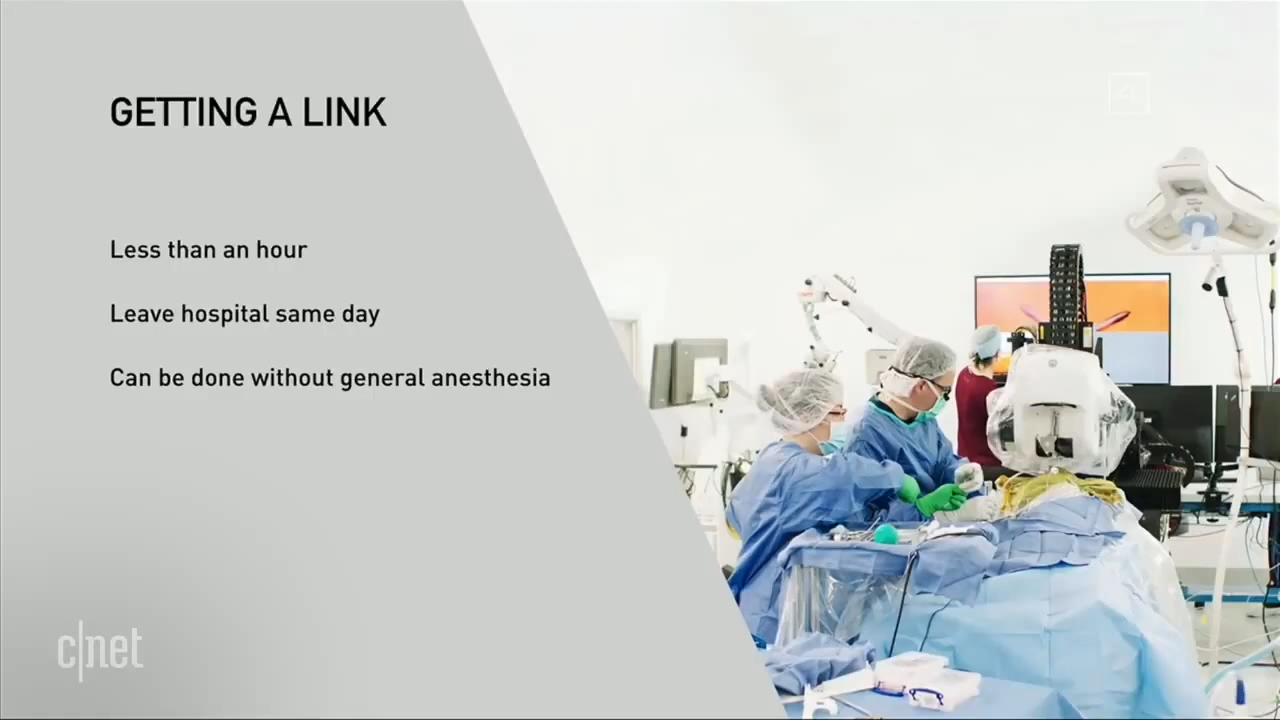 GETTING A LINK
Less than an hour
Leave hospital same day
Can be done without general anesthesia
c|net